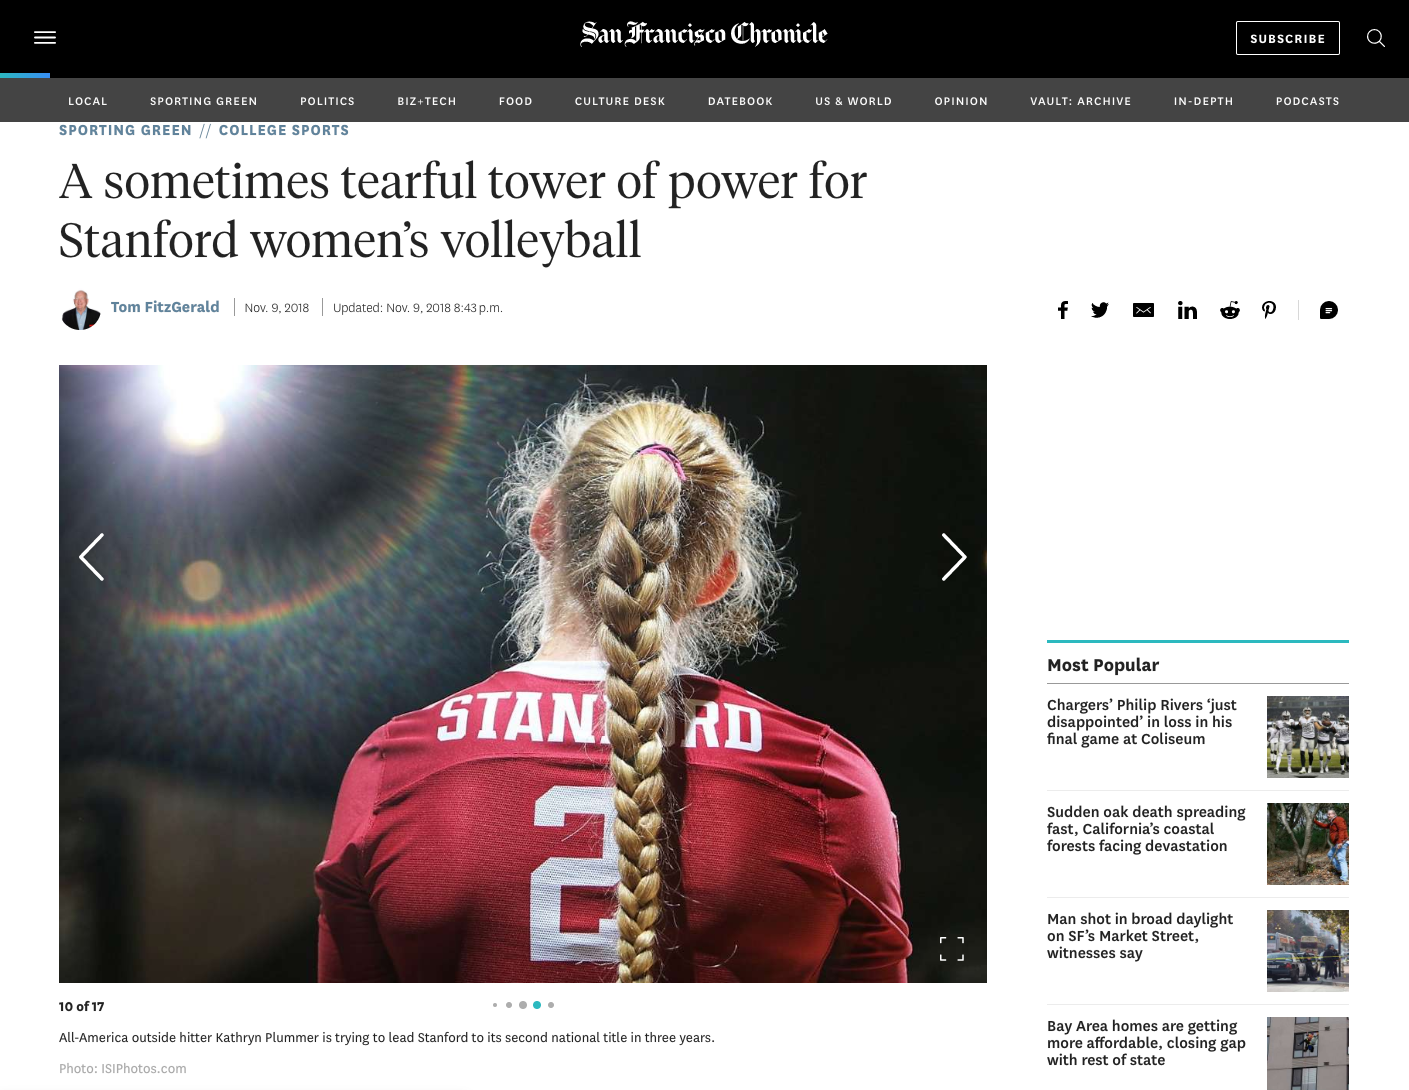 San Francisco Chronicle
SUBSCRIBE
LOCAL SPORTING GREEN POLITICS BIZ+TECH FOOD CULTURE DESK DATEBOOK US & WORLD OPINION VAULT: ARCHIVE IN-DEPTH PODCASTS
SPORTING GREEN // COLLEGE SPORTS
A sometimes tearful tower of power for
Stanford women’s volleyball
Tom FitzGerald Nov. 9, 2018 Updated: Nov. 9, 2018 8:43 p.m.
STAN RD
2
10 of 17
All-America outside hitter Kathryn Plummer is trying to lead Stanford to its second national title in three years.
Photo: ISIPhotos.com
Most Popular
Chargers’ Philip Rivers ‘just
disappointed’ in loss in his
final game at Coliseum
Sudden oak death spreading
fast, California’s coastal
forests facing devastation
Man shot in broad daylight
on SF’s Market Street,
witnesses say
Bay Area homes are getting
more affordable, closing gap
with rest of state